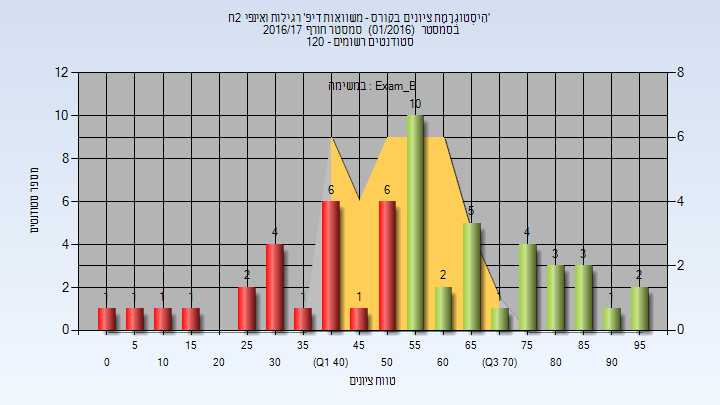 היסטוגרמת ציונים בקורס - משוואות דיפ' רגילות ואינפי 2ח'
בסמסטר (01/2016) סמסטר חורף 2016/17
סטודנטים רשומים - 120
במשימה : Exam_B
מספר סטודנטים
12 10 8 6 4 2 0
8 6 4 2 0
1 1 1 1 2 4 1 6 1 6 10 2 5 1 4 3 3 1 2
5 15 25 35 45 55 65 75 85 95
0 10 20 30 (Q1 40) 50 60 (Q3 70) 80 90
טווח ציונים